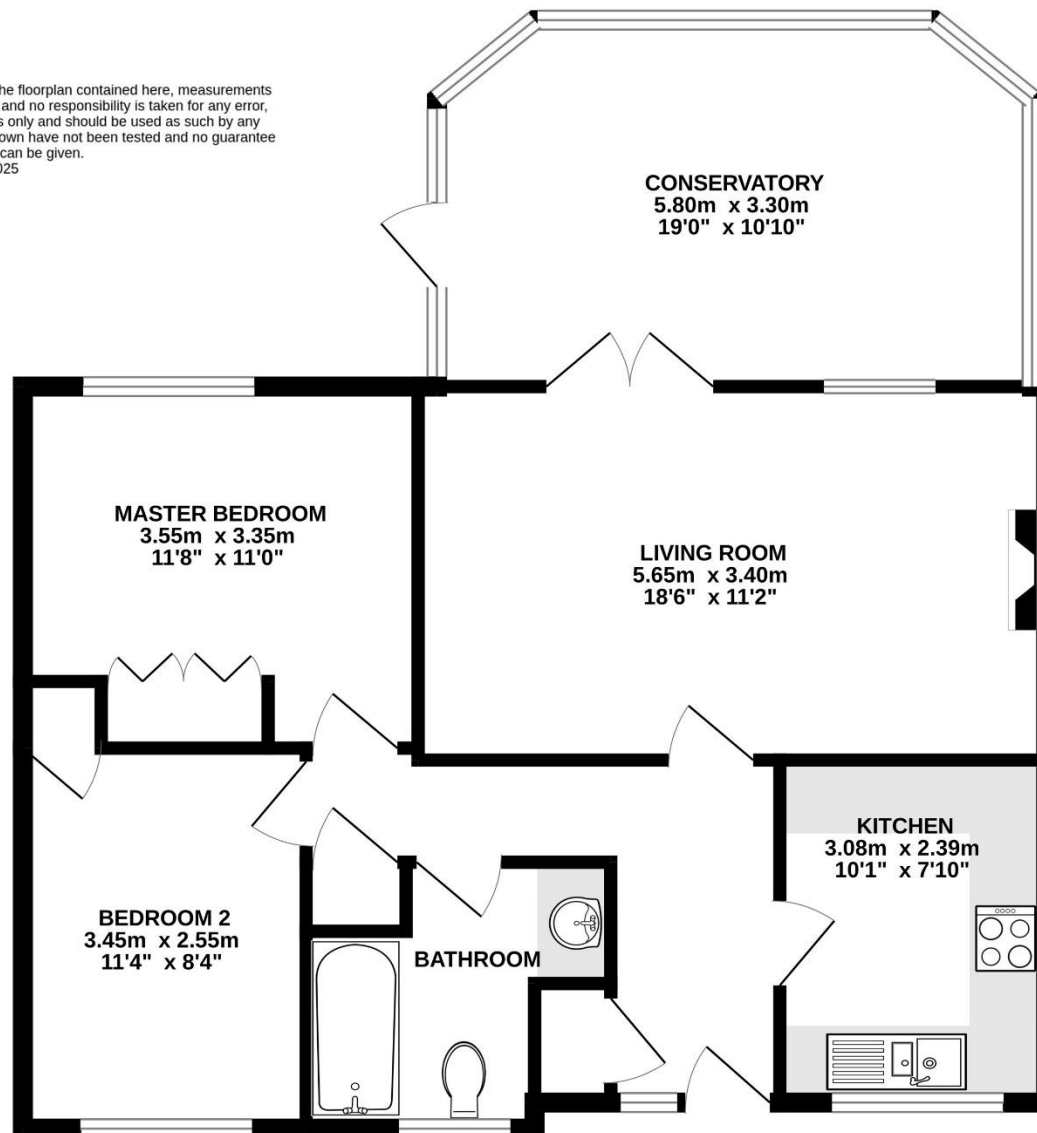 he floorplan contained here, measurements
and no responsibility is taken for any error,
s only and should be used as such by any
own have not been tested and no guarantee
can be given.
025
CONSERVATORY
5.80m x 3.30m
19'0" x 10'10"
MASTER BEDROOM
3.55m x 3.35m
11'8" x 11'0"
LIVING ROOM
5.65m x 3.40m
18'6" x 11'2"
KITCHEN
3.08m x 2.39m
10'1" x 7'10"
BEDROOM 2
3.45m x 2.55m
11'4" x 8'4"
BATHROOM